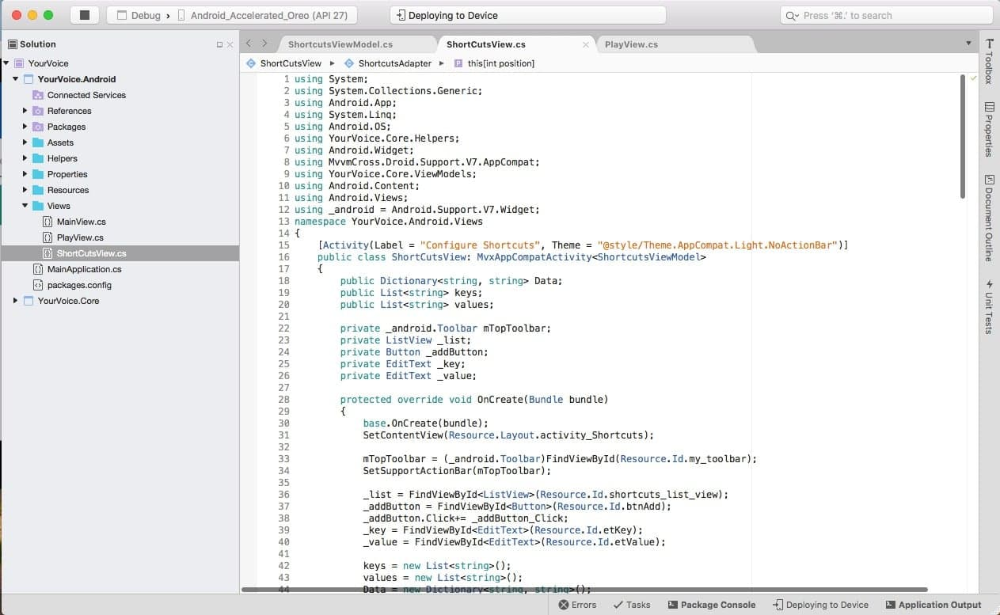 Debug › Android_Accelerated_Oreo (API 27)
Deploying to Device
Press '⌘.' to search
Solution
YourVoice
YourVoice.Android
Connected Services
References
Packages
Assets
Helpers
Properties
Resources
Views
MainView.cs
PlayView.cs
ShortCutsView.cs
MainApplication.cs
packages.config
YourVoice.Core
ShortcutsViewModel.cs
ShortCutsView.cs
PlayView.cs
ShortCutsView ▸ ShortcutsAdapter ▸ this[int position]
1 using System;
2 using System.Collections.Generic;
3 using Android.App;
4 using System.Linq;
5 using Android.OS;
6 using YourVoice.Core.Helpers;
7 using Android.Widget;
8 using MvvmCross.Droid.Support.V7.AppCompat;
9 using YourVoice.Core.ViewModels;
10 using Android.Content;
11 using Android.Views;
12 using _android = Android.Support.V7.Widget;
13 namespace YourVoice.Android.Views
14 {
15 [Activity(Label = "Configure Shortcuts", Theme = "@style/Theme.AppCompat.Light.NoActionBar")]
16 public class ShortCutsView: MvxAppCompatActivity<ShortcutsViewModel>
17 {
18 public Dictionary<string, string> Data;
19 public List<string> keys;
20 public List<string> values;
21
22 private _android.Toolbar mTopToolbar;
23 private ListView _list;
24 private Button _addButton;
25 private EditText _key;
26 private EditText _value;
27
28 protected override void OnCreate(Bundle bundle)
29 {
30 base.OnCreate(bundle);
31 SetContentView(Resource.Layout.activity_Shortcuts);
32
33 mTopToolbar = (_android.Toolbar)FindViewById(Resource.Id.my_toolbar);
34 SetSupportActionBar(mTopToolbar);
35
36 _list = FindViewById<ListView>(Resource.Id.shortcuts_list_view);
37 _addButton = FindViewById<Button>(Resource.Id.btnAdd);
38 _addButton.Click+= _addButton_Click;
39 _key = FindViewById<EditText>(Resource.Id.etKey);
40 _value = FindViewById<EditText>(Resource.Id.etValue);
41
42 keys = new List<string>();
43 values = new List<string>();
44 Data = new Dictionary<string, string>();
Toolbox
Properties
Document Outline
Unit Tests
Errors
Tasks
Package Console
Deploying to Device
Application Output